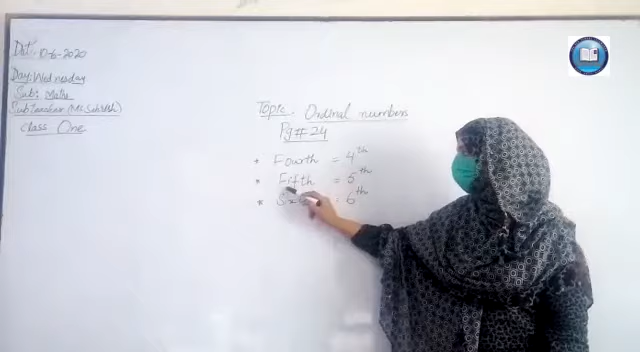 Date: 10-6-2020
Day: Wednesday
Sub: Maths
Class One
Topic: Ordinal numbers
Pg # 24
* Fourth = 4th
* Fifth = 5th
* = 6th